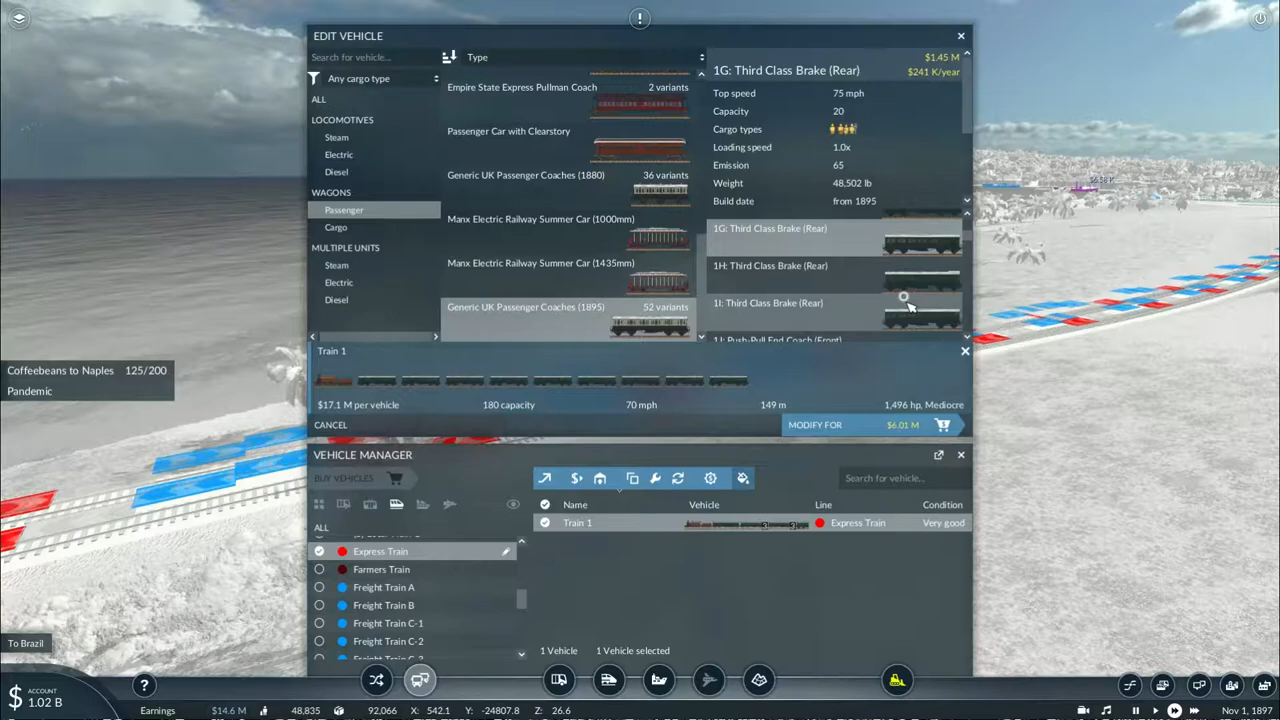 EDIT VEHICLE
Search for vehicle...
Type
Any cargo type
ALL
LOCOMOTIVES
Steam
Electric
Diesel
WAGONS
Passenger
Cargo
MULTIPLE UNITS
Steam
Electric
Diesel
Empire State Express Pullman Coach 2 variants
Passenger Car with Clearstory
Generic UK Passenger Coaches (1880) 36 variants
Manx Electric Railway Summer Car (1000mm)
Manx Electric Railway Summer Car (1435mm)
Generic UK Passenger Coaches (1895) 52 variants
$1.45 M
1G: Third Class Brake (Rear)
$241 K/year
Top speed 75 mph
Capacity 20
Cargo types
Loading speed 1.0x
Emission 65
Weight 48,502 lb
Build date from 1895
1G: Third Class Brake (Rear)
1H: Third Class Brake (Rear)
1I: Third Class Brake (Rear)
1J: Push-Pull End Coach (Front)
Train 1
$17.1 M per vehicle 180 capacity 70 mph 149 m 1,496 hp, Mediocre
CANCEL
MODIFY FOR $6.01 M
Coffeebeans to Naples 125/200
Pandemic
To Brazil
VEHICLE MANAGER
BUY VEHICLES
Search for vehicle...
ALL
Express Train
Farmers Train
Freight Train A
Freight Train B
Freight Train C-1
Freight Train C-2
Name Vehicle Line Condition
Train 1 Express Train Very good
1 Vehicle 1 Vehicle selected
$ ACCOUNT
1.02 B
?
Earnings $14.6 M 48,835 92,066 X: 542.1 Y: -24807.8 Z: 26.6
Nov 1, 1897